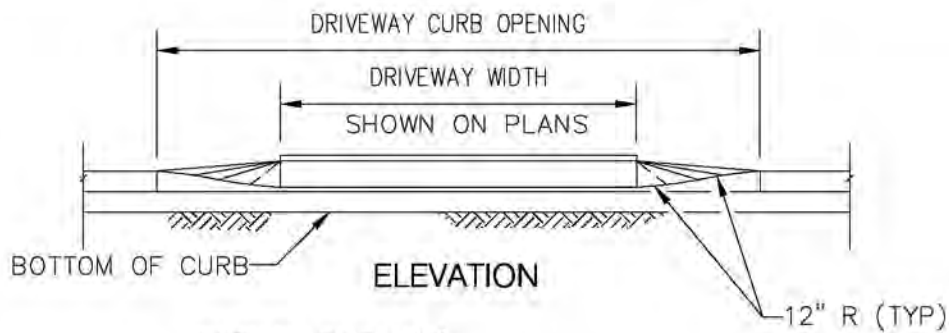 DRIVEWAY CURB OPENING
DRIVEWAY WIDTH
SHOWN ON PLANS
BOTTOM OF CURB
ELEVATION
12" R (TYP)